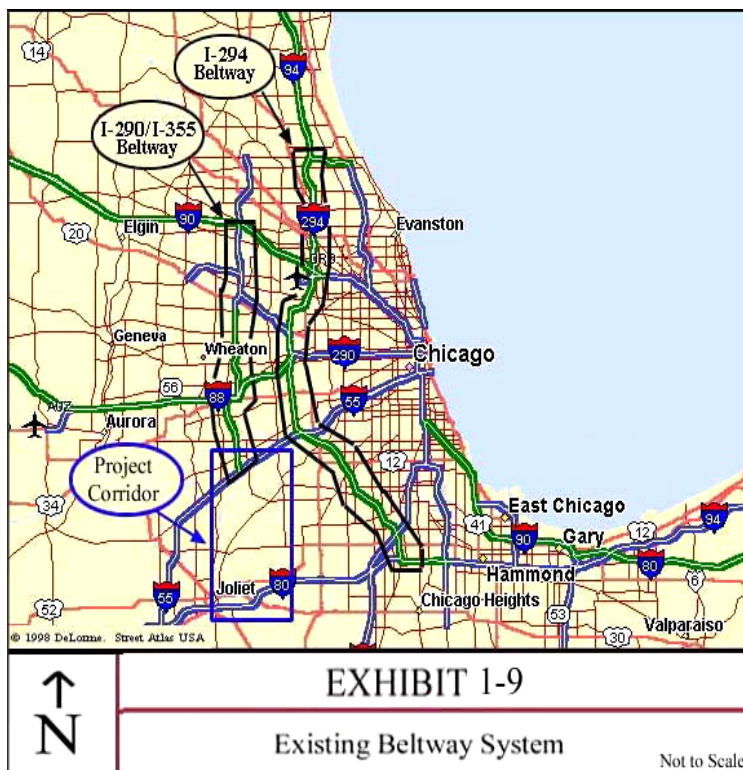 14
I-294
Beltway
94
I-290/I-355
Beltway
Elgin
90
294
Evanston
20
Geneva
Wheaton
290
Chicago
56
88
55
Aurora
Project
Corridor
12
34
East Chicago
41
90
Gary
12
94
Hammond
80
6
Joliet
80
55
52
Chicago Heights
53
30
Valparaiso
© 1998 DeLorme. Street Atlas USA
N
EXHIBIT 1-9
Existing Beltway System
Not to Scale